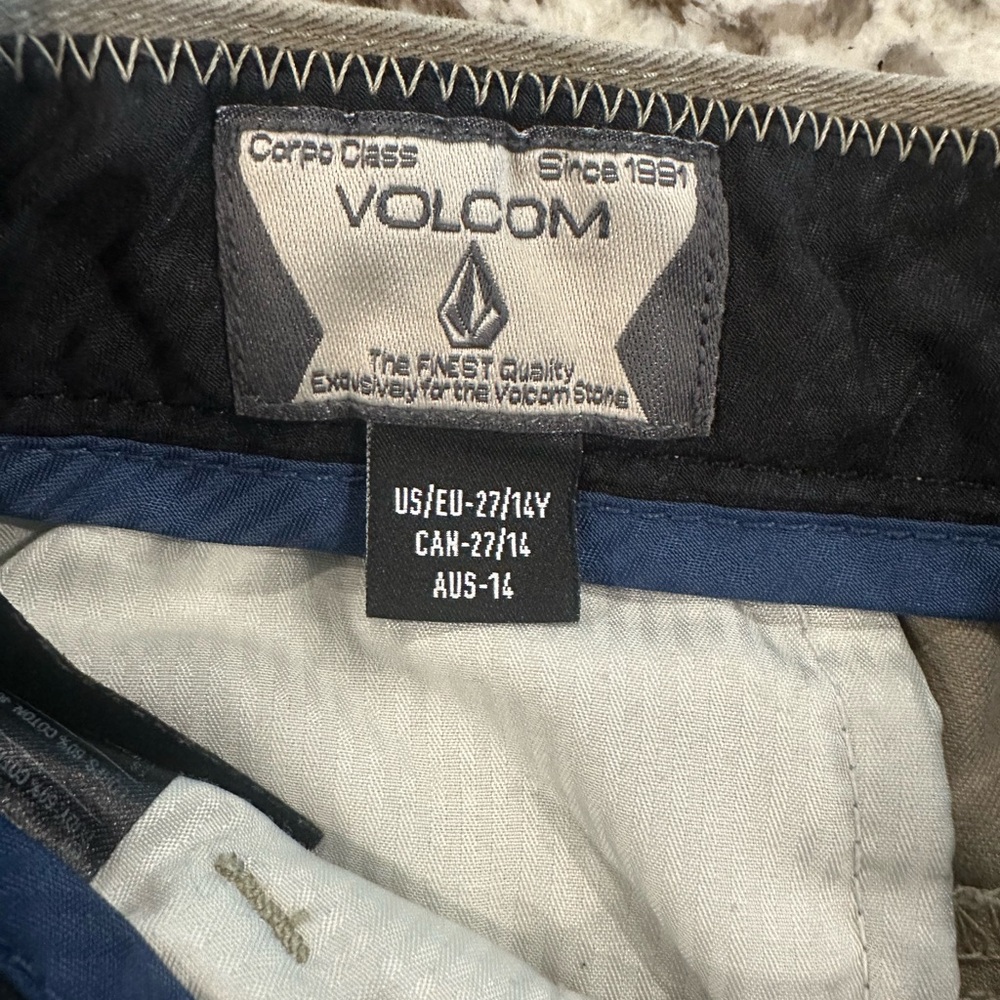 Corpo Class Since 1991
VOLCOM
The FINEST Quality
Exclusively for the Volcom Stone
US/EU-27/14Y
CAN-27/14
AUS-14